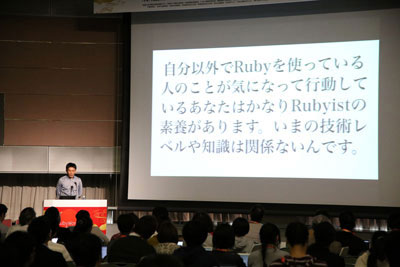 自分以外でRubyを使っている
人のことが気になって行動して
いるあなたはかなりRubyistの
素養があります。いまの技術レ
ベルや知識は関係ないんです。